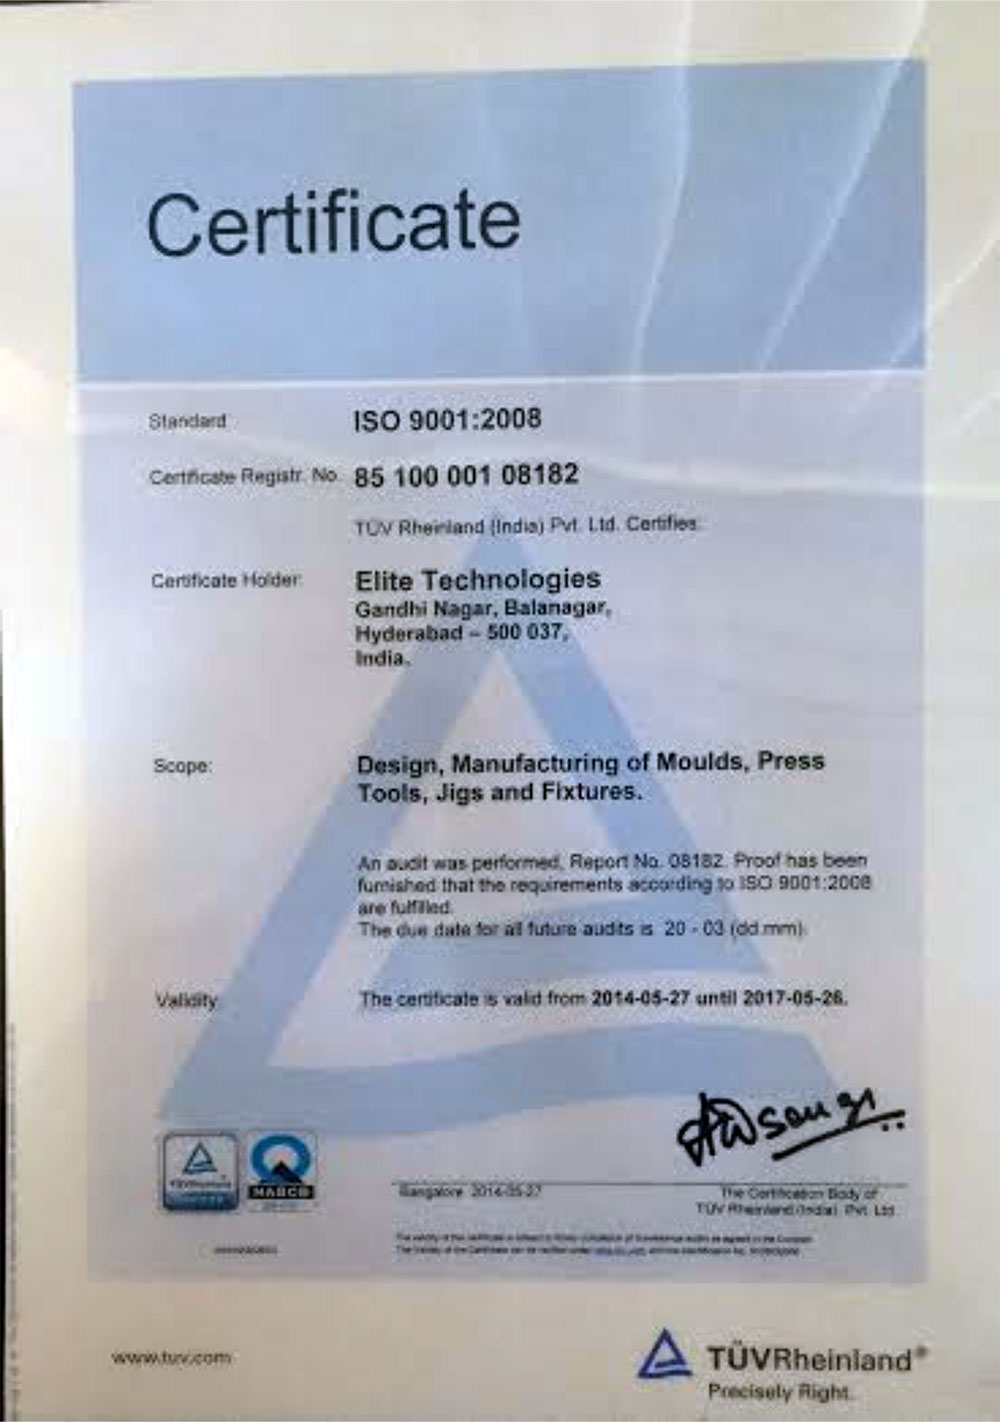 Certificate
Standard ISO 9001:2008
Certificate Registr. No. 85 100 001 08182
TÜV Rheinland (India) Pvt. Ltd. Certifies:
Certificate Holder: Elite Technologies
Gandhi Nagar, Balanagar,
Hyderabad – 500 037,
India.
Scope: Design, Manufacturing of Moulds, Press
Tools, Jigs and Fixtures.
An audit was performed, Report No. 08182. Proof has been
furnished that the requirements according to ISO 9001:2008
are fulfilled.
The due date for all future audits is 20 - 03 (dd.mm).
Validity: The certificate is valid from 2014-05-27 until 2017-05-26.
TÜVRheinland
NABCB
Bangalore 2014-05-27
The Certification Body of
TÜV Rheinland (India) Pvt. Ltd.
www.tuv.com
TÜVRheinland®
Precisely Right.